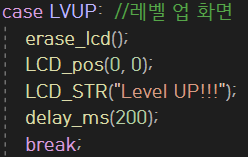 case LVUP: //레벨 업 화면
erase_lcd();
LCD_pos(0, 0);
LCD_STR("Level UP!!!");
delay_ms(200);
break;